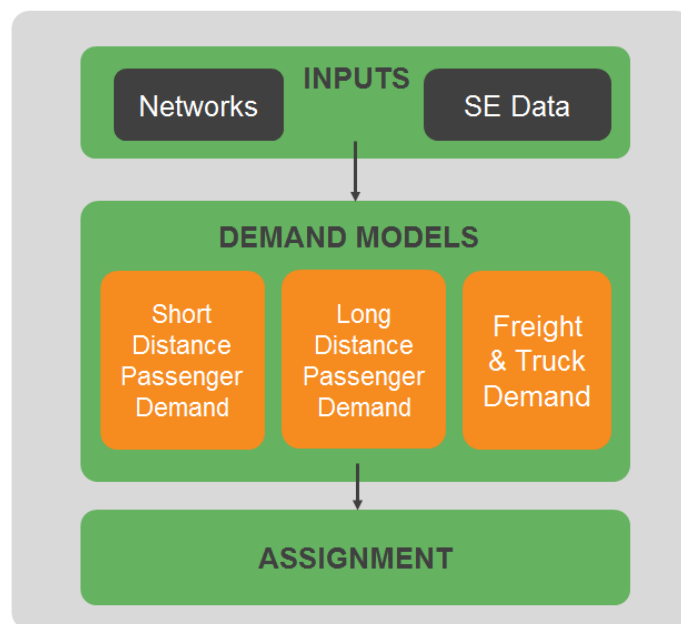 INPUTS
Networks
SE Data
DEMAND MODELS
Short
Distance
Passenger
Demand
Long
Distance
Passenger
Demand
Freight
& Truck
Demand
ASSIGNMENT